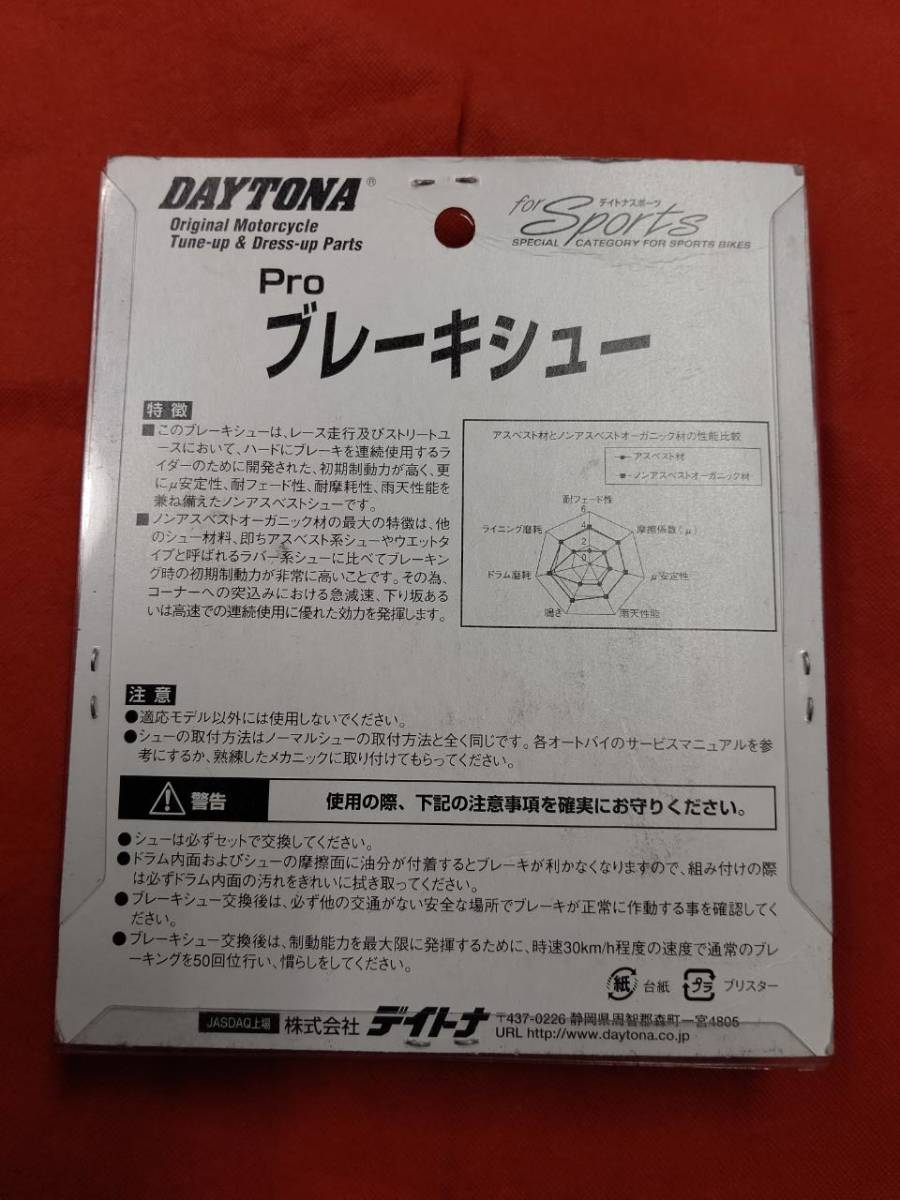 DAYTONA®
Original Motorcycle
Tune-up & Dress-up Parts
for Sports
デイトナスポーツ
SPECIAL CATEGORY FOR SPORTS BIKES
Pro
ブレーキシュー
特徴
■このブレーキシューは、レース走行及びストリートユ
ースにおいて、ハードにブレーキを連続使用するラ
イダーのために開発された、初期制動力が高く、更
にμ安定性、耐フェード性、耐摩耗性、雨天性能を
兼ね備えたノンアスベストシューです。
■ノンアスベストオーガニック材の最大の特徴は、他
のシュー材料、即ちアスベスト系シューやウエットタ
イプと呼ばれるラバー系シューに比べてブレーキン
グ時の初期制動力が非常に高いことです。その為、
コーナーへの突込みにおける急減速、下り坂ある
いは高速での連続使用に優れた効力を発揮します。
アスベスト材とノンアスベストオーガニック材の性能比較
アスベスト材
ノンアスベストオーガニック材
耐フェード性
6
4
2
0
ライニング磨耗
摩擦係数(μ)
ドラム磨耗
μ安定性
鳴き
雨天性能
注意
●適応モデル以外には使用しないでください。
●シューの取付方法はノーマルシューの取付方法と全く同じです。各オートバイのサービスマニュアルを参
考にするか、熟練したメカニックに取り付けてもらってください。
警告
使用の際、下記の注意事項を確実にお守りください。
●シューは必ずセットで交換してください。
●ドラム内面およびシューの摩擦面に油分が付着するとブレーキが利かなくなりますので、組み付けの際
は必ずドラム内面の汚れをきれいに拭き取ってください。
●ブレーキシュー交換後は、必ず他の交通がない安全な場所でブレーキが正常に作動する事を確認してく
ださい。
●ブレーキシュー交換後は、制動能力を最大限に発揮するために、時速30km/h程度の速度で通常のブレ
ーキングを50回位行い、慣らしをしてください。
紙 台紙 プラ ブリスター
JASDAQ上場 株式会社 デイトナ 〒437-0226 静岡県周智郡森町一宮4805
URL http://www.daytona.co.jp